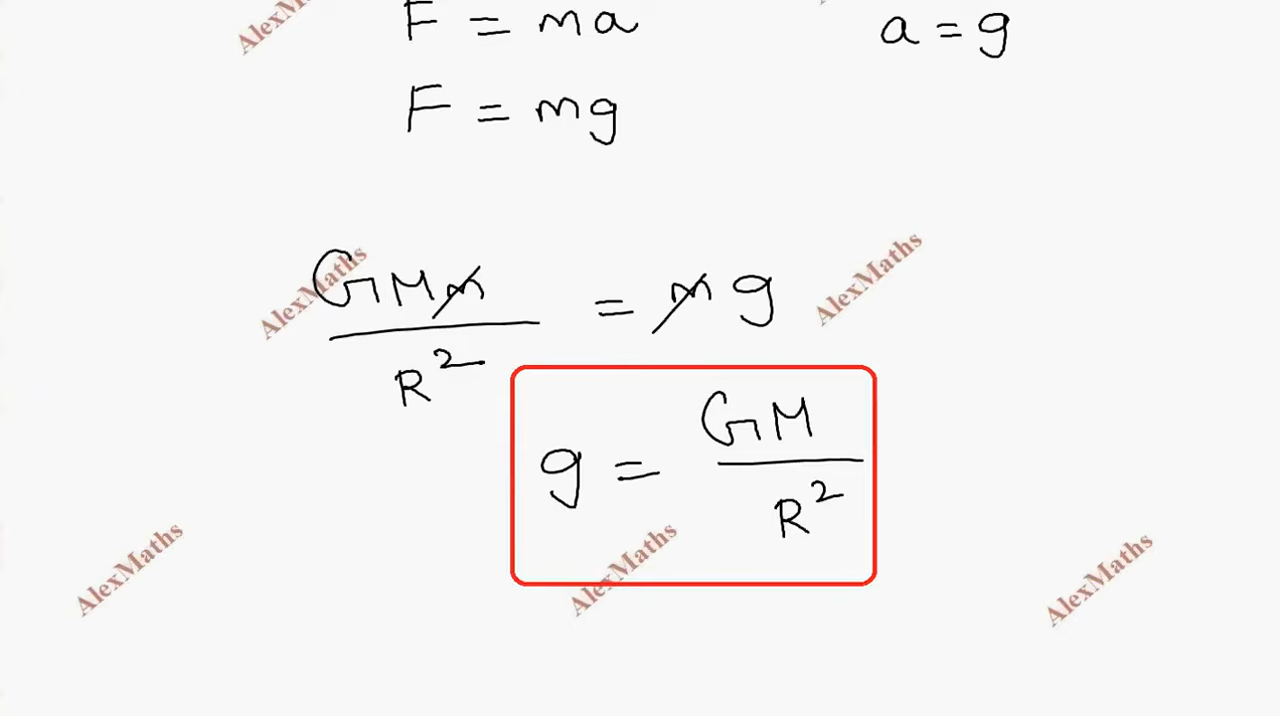 AlexMaths
F = ma
a = g
F = mg
AlexMaths
GMm / R² = mg
AlexMaths
g = GM / R²
AlexMaths
AlexMaths
AlexMaths